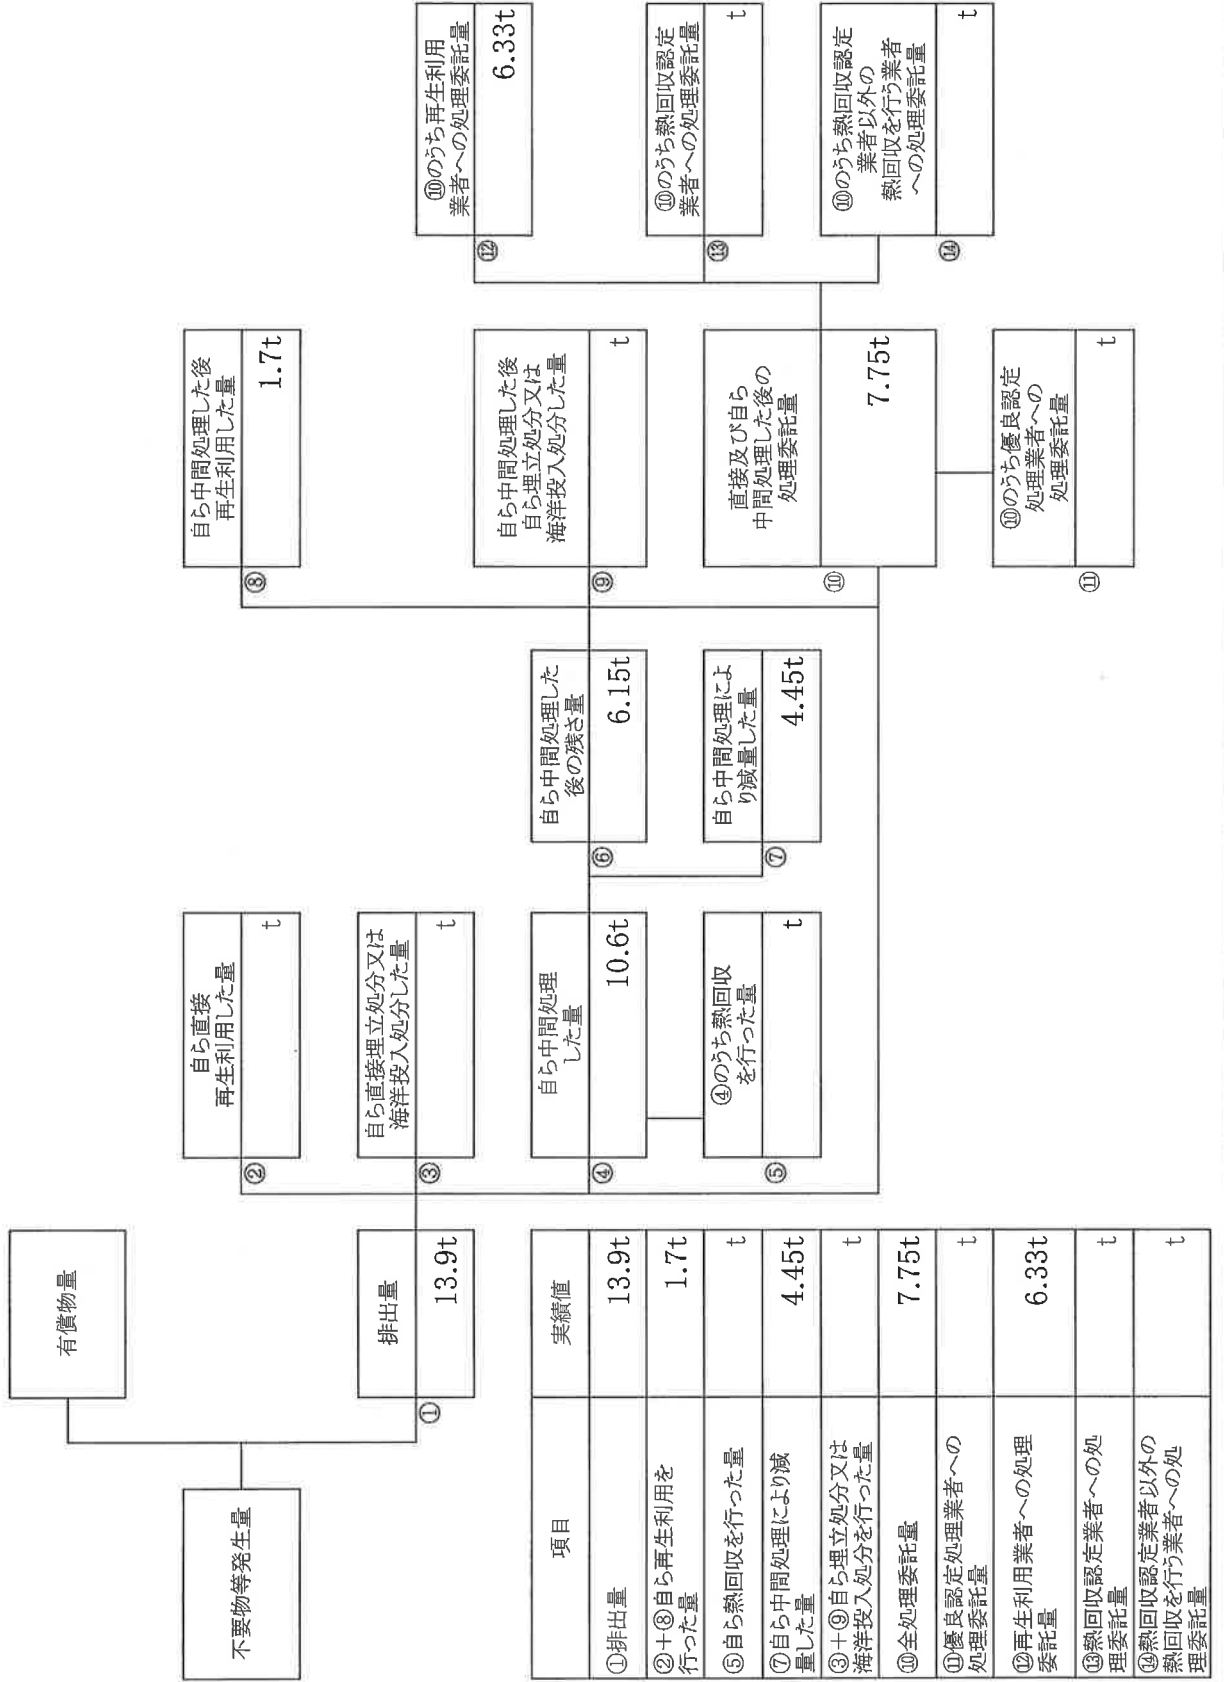 不要物等発生量
有償物量
排出量
① 13.9t
自ら直接
再生利用した量
② t
自ら直接埋立処分又は
海洋投入処分した量
③ t
自ら中間処理
した量
④ 10.6t
④のうち熱回収
を行った量
⑤ t
自ら中間処理した
後の残さ量
⑥ 6.15t
自ら中間処理によ
り減量した量
⑦ 4.45t
自ら中間処理した後
再生利用した量
⑧ 1.7t
自ら中間処理した後
自ら埋立処分又は
海洋投入処分した量
⑨ t
直接及び自ら
中間処理した後の
処理委託量
⑩ 7.75t
⑩のうち優良認定
処理業者への
処理委託量
⑪ t
⑩のうち再生利用
業者への処理委託量
⑫ 6.33t
⑩のうち熱回収認定
業者への処理委託量
⑬ t
⑩のうち熱回収認定
業者以外の
熱回収を行う業者
への処理委託量
⑭ t
項目 実績値
①排出量 13.9t
②+⑧自ら再生利用を
行った量 1.7t
⑤自ら熱回収を行った量 t
⑦自ら中間処理により減
量した量 4.45t
③+⑨自ら埋立処分又は
海洋投入処分を行った量 t
⑩全処理委託量 7.75t
⑪優良認定処理業者への
処理委託量 t
⑫再生利用業者への処理
委託量 6.33t
⑬熱回収認定業者への処
理委託量 t
⑭熱回収認定業者以外の
熱回収を行う業者への処
理委託量 t